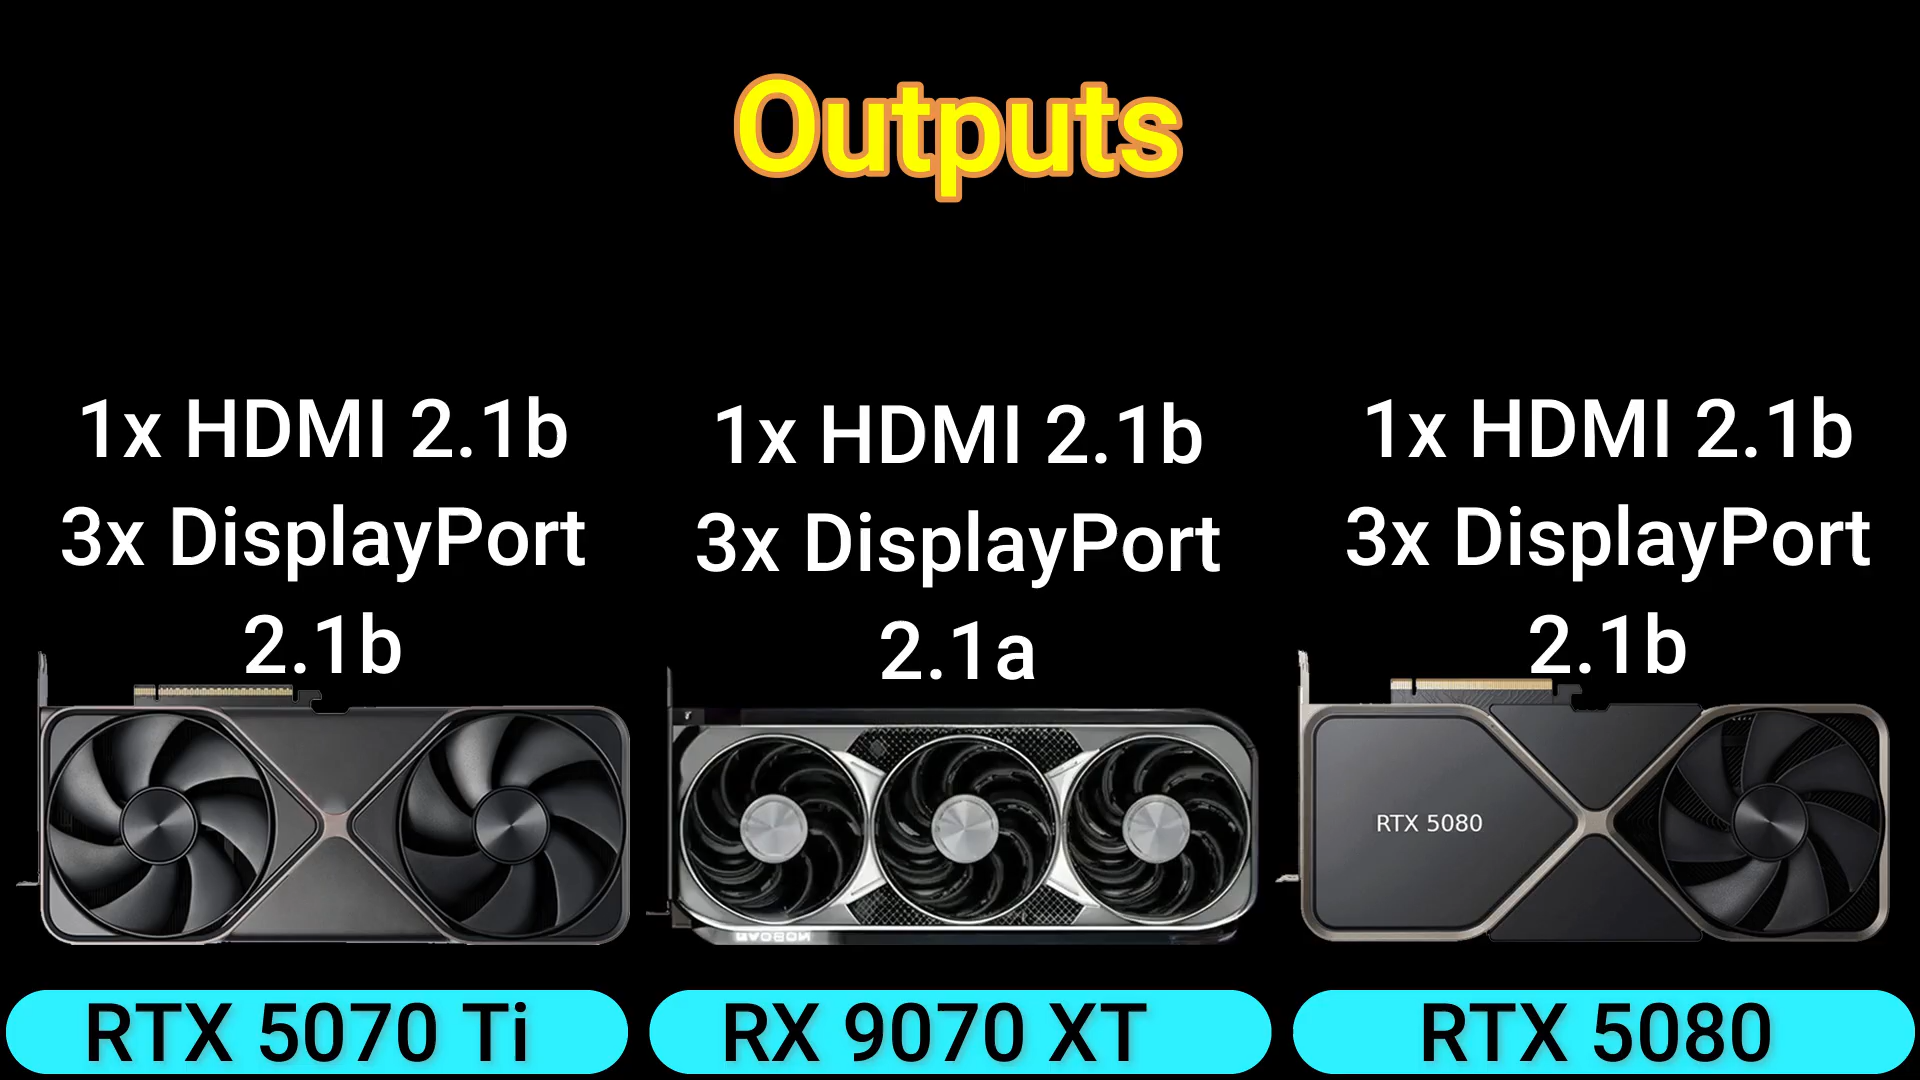 Outputs
1x HDMI 2.1b
3x DisplayPort
2.1b
1x HDMI 2.1b
3x DisplayPort
2.1a
1x HDMI 2.1b
3x DisplayPort
2.1b
RTX 5080
RADEON
RTX 5070 Ti
RX 9070 XT
RTX 5080